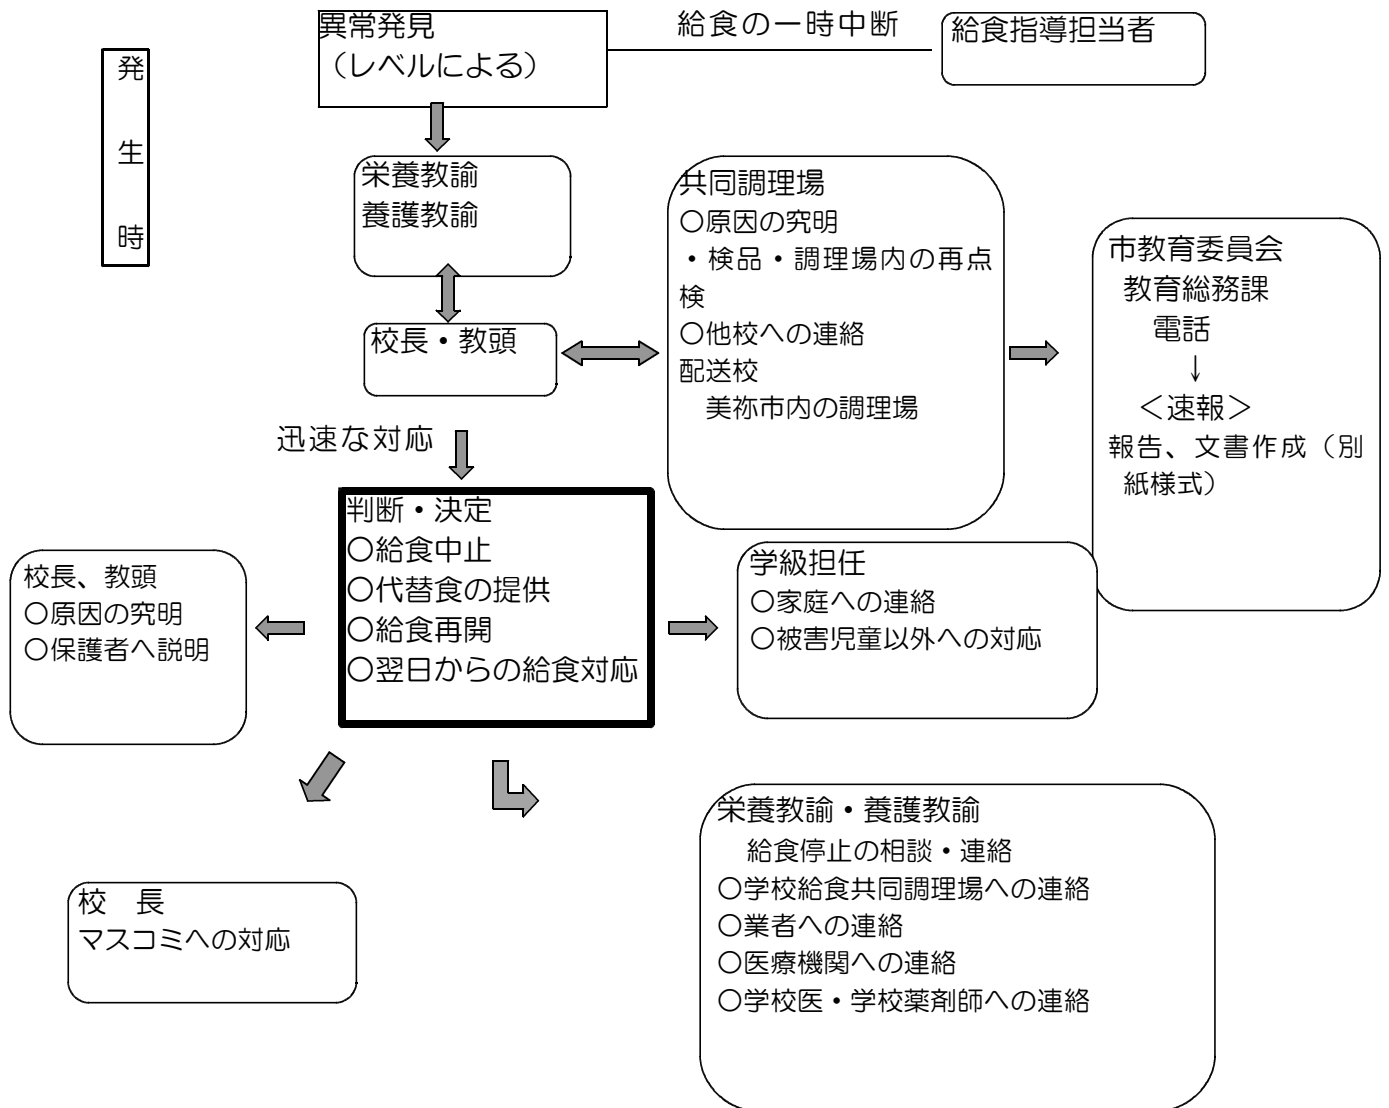 発
生
時
異常発見
（レベルによる）
給食の一時中断
給食指導担当者
栄養教諭
養護教諭
校長・教頭
共同調理場
○原因の究明
・検品・調理場内の再点
検
○他校への連絡
配送校
美祢市内の調理場
市教育委員会
教育総務課
電話
↓
＜速報＞
報告、文書作成（別
紙様式）
迅速な対応
判断・決定
○給食中止
○代替食の提供
○給食再開
○翌日からの給食対応
校長、教頭
○原因の究明
○保護者へ説明
学級担任
○家庭への連絡
○被害児童以外への対応
校　長
マスコミへの対応
栄養教諭・養護教諭
給食停止の相談・連絡
○学校給食共同調理場への連絡
○業者への連絡
○医療機関への連絡
○学校医・学校薬剤師への連絡